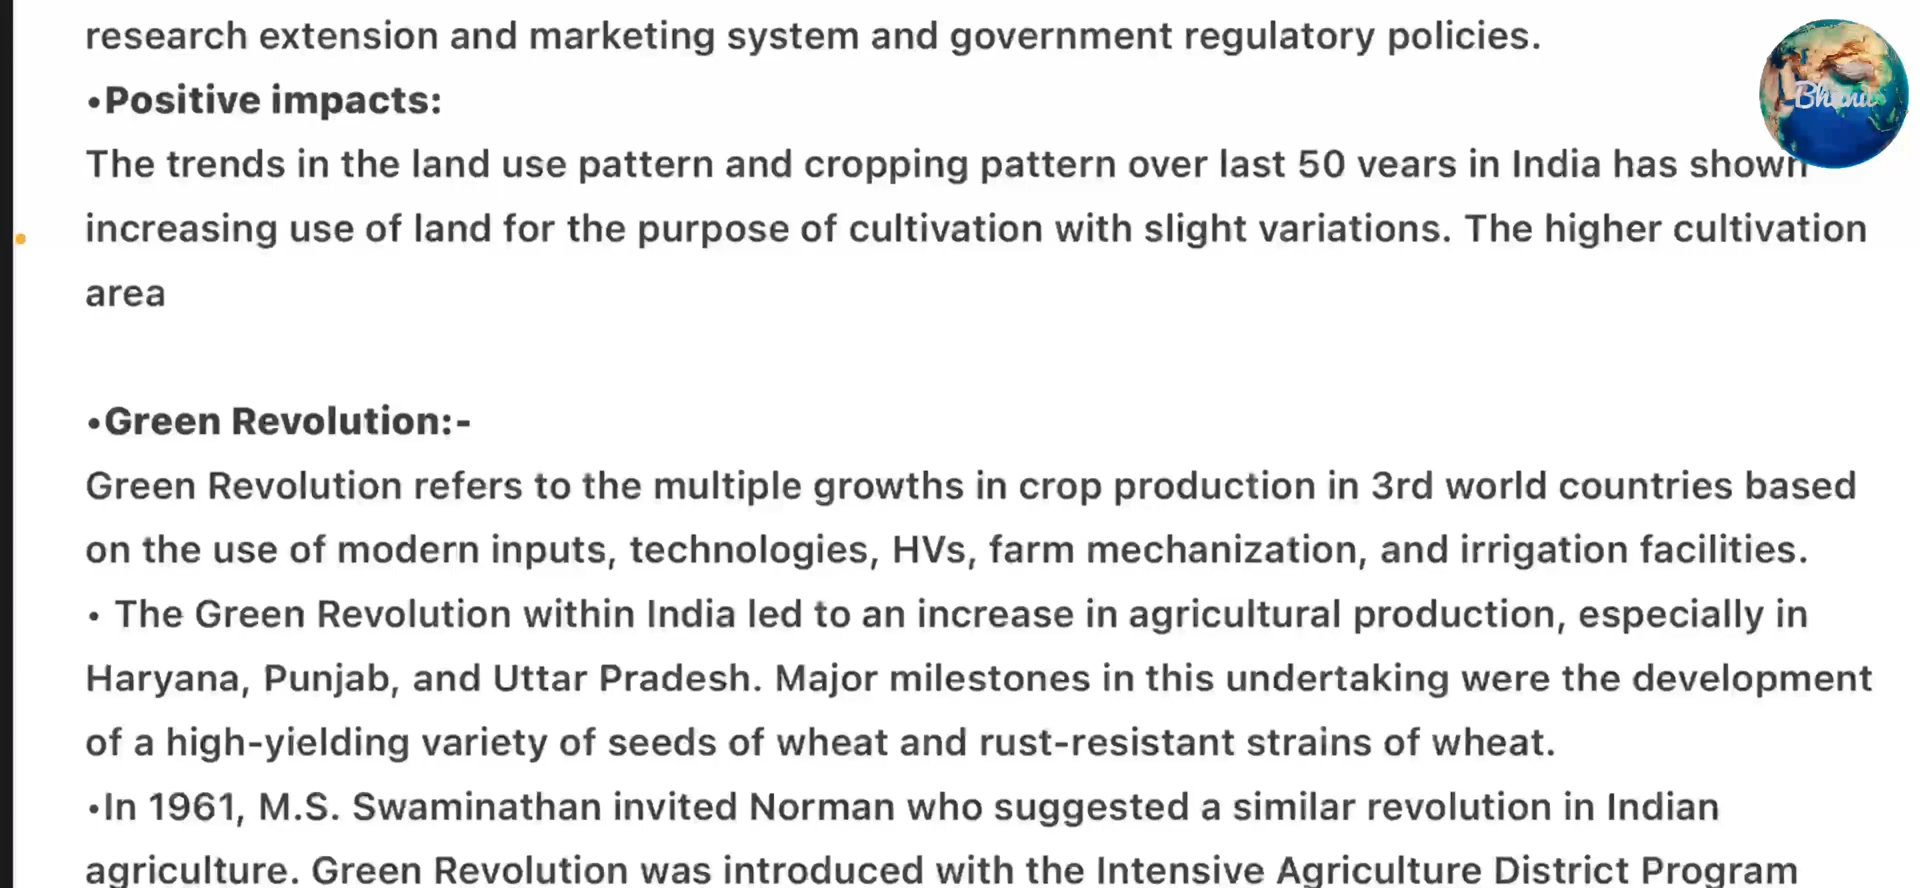 research extension and marketing system and government regulatory policies.
•Positive impacts:
The trends in the land use pattern and cropping pattern over last 50 vears in India has shown
increasing use of land for the purpose of cultivation with slight variations. The higher cultivation
area
•Green Revolution:-
Green Revolution refers to the multiple growths in crop production in 3rd world countries based
on the use of modern inputs, technologies, HVs, farm mechanization, and irrigation facilities.
• The Green Revolution within India led to an increase in agricultural production, especially in
Haryana, Punjab, and Uttar Pradesh. Major milestones in this undertaking were the development
of a high-yielding variety of seeds of wheat and rust-resistant strains of wheat.
•In 1961, M.S. Swaminathan invited Norman who suggested a similar revolution in Indian
agriculture. Green Revolution was introduced with the Intensive Agriculture District Program